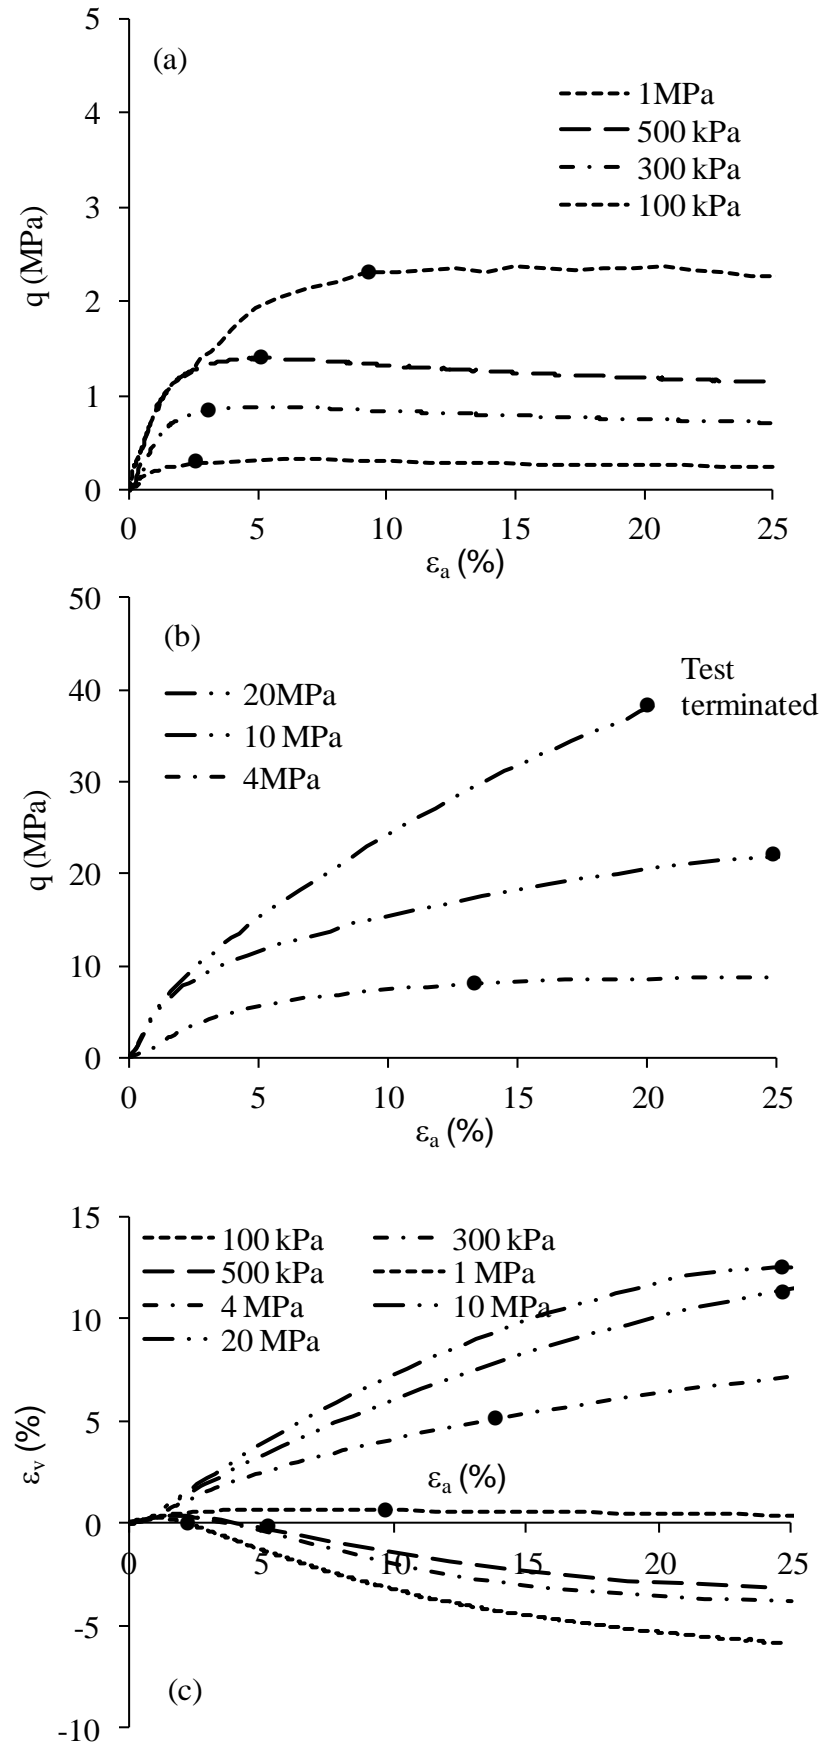 5
(a)
1MPa
4
500 kPa
300 kPa
3
100 kPa
q (MPa)
2
1
0
0 5 10 15 20 25
εa (%)
50
(b)
Test
terminated
40
20MPa
10 MPa
30
4MPa
q (MPa)
20
10
0
0 5 10 15 20 25
εa (%)
15
100 kPa 300 kPa
500 kPa 1 MPa
4 MPa 10 MPa
10
20 MPa
5
εv (%)
εa (%)
0
0 5 10 15 20 25
-5
(c)
-10